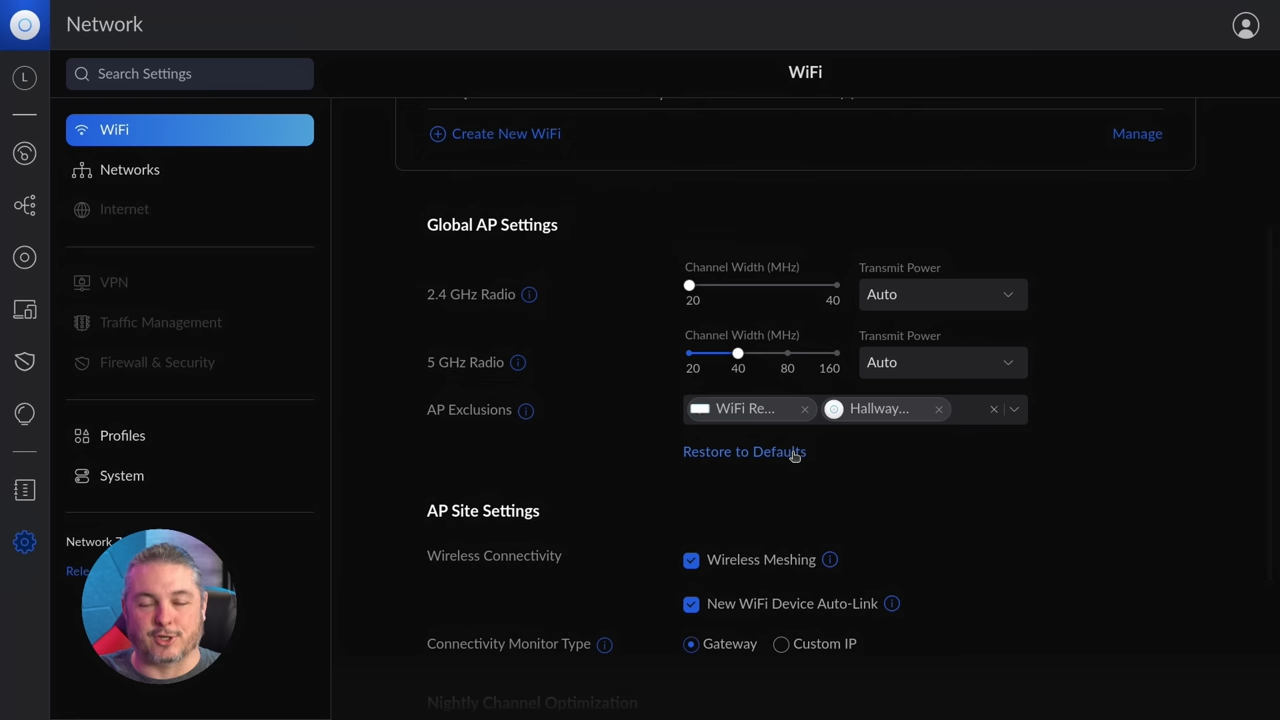 Network
L
Search Settings
WiFi
WiFi
Networks
Internet
VPN
Traffic Management
Firewall & Security
Profiles
System
Network 7
Rele
Create New WiFi
Manage
Global AP Settings
2.4 GHz Radio
Channel Width (MHz)
20 40
Transmit Power
Auto
5 GHz Radio
Channel Width (MHz)
20 40 80 160
Transmit Power
Auto
AP Exclusions
WiFi Re...
Hallway...
Restore to Defaults
AP Site Settings
Wireless Connectivity
Wireless Meshing
New WiFi Device Auto-Link
Connectivity Monitor Type
Gateway
Custom IP
Nightly Channel Optimization